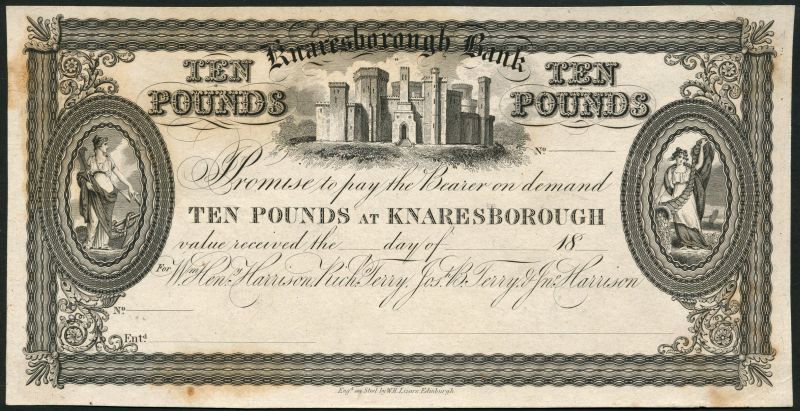 Knaresborough Bank
TEN POUNDS
TEN POUNDS
No
Promise to pay the Bearer on demand
TEN POUNDS AT KNARESBOROUGH
value received the day of 18
For Wm Heny Harrison, Richd Terry, Jos. B. Terry, & Jno Harrison
No
Entd
Engd on Steel by W.H. Lizars Edinburgh